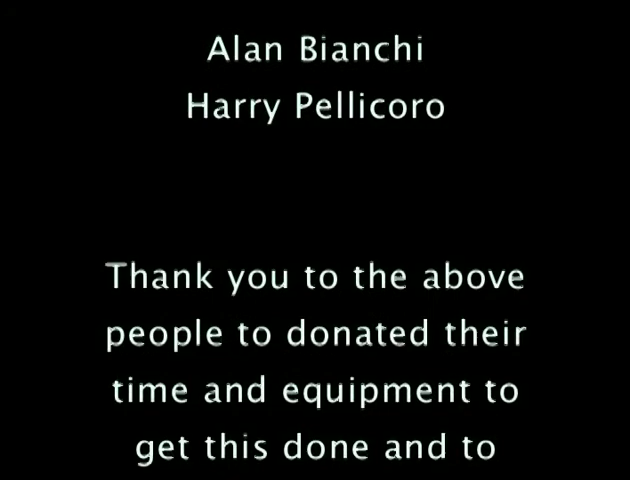 Alan Bianchi
Harry Pellicoro
Thank you to the above
people to donated their
time and equipment to
get this done and to